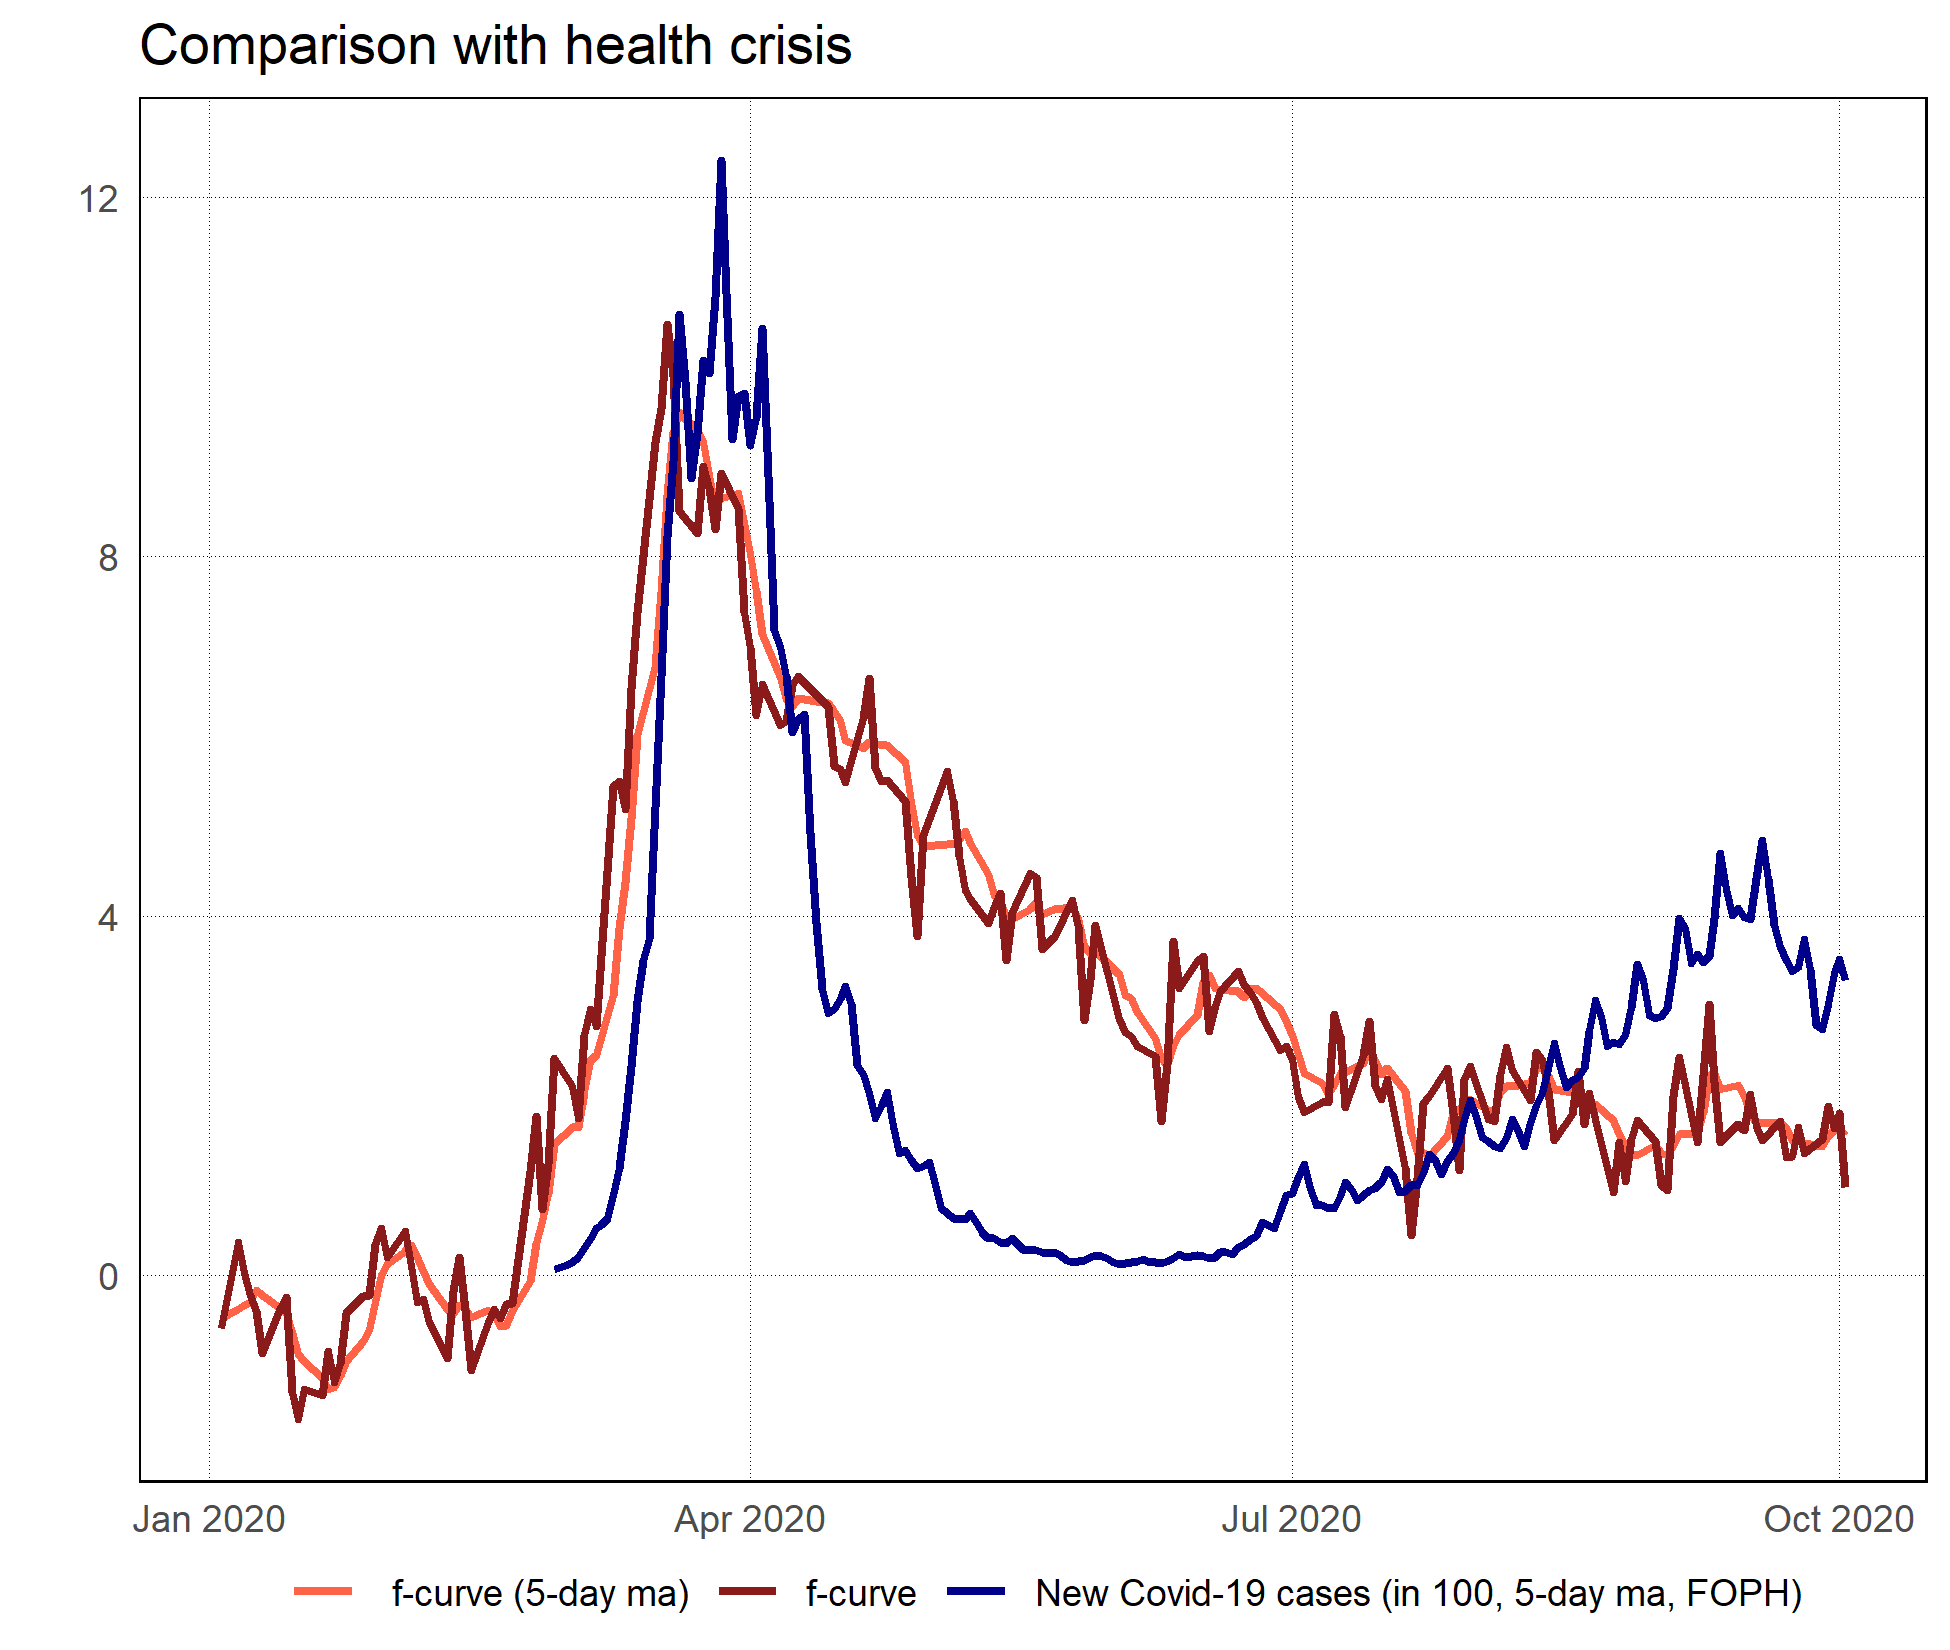 Comparison with health crisis
12
8
4
0
Jan 2020 Apr 2020 Jul 2020 Oct 2020
f-curve (5-day ma) f-curve New Covid-19 cases (in 100, 5-day ma, FOPH)